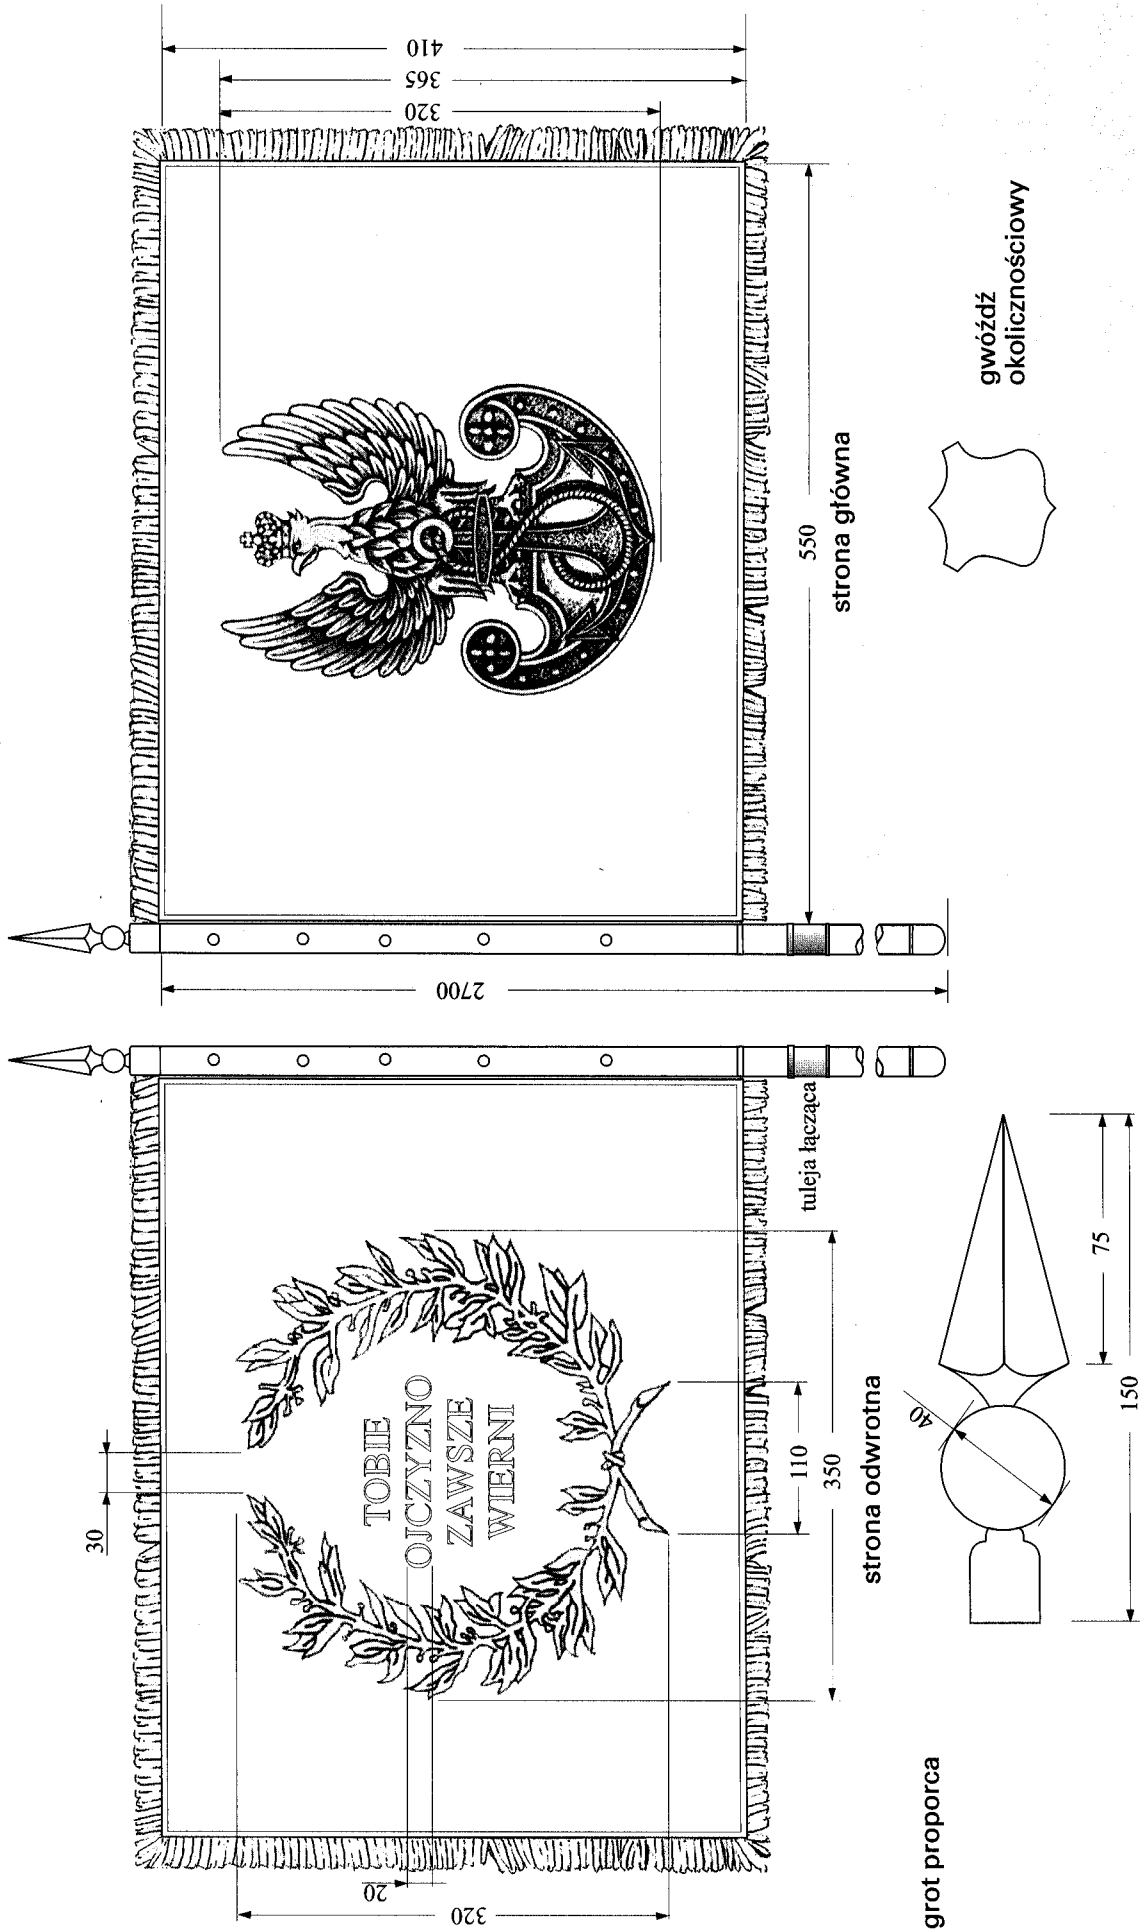 410
365
320
550
strona główna
gwóźdź
okolicznościowy
2700
tuleja łącząca
30
TOBIE
OJCZYZNO
ZAWSZE
WIERNI
20
320
110
350
strona odwrotna
grot proporca
40
75
150